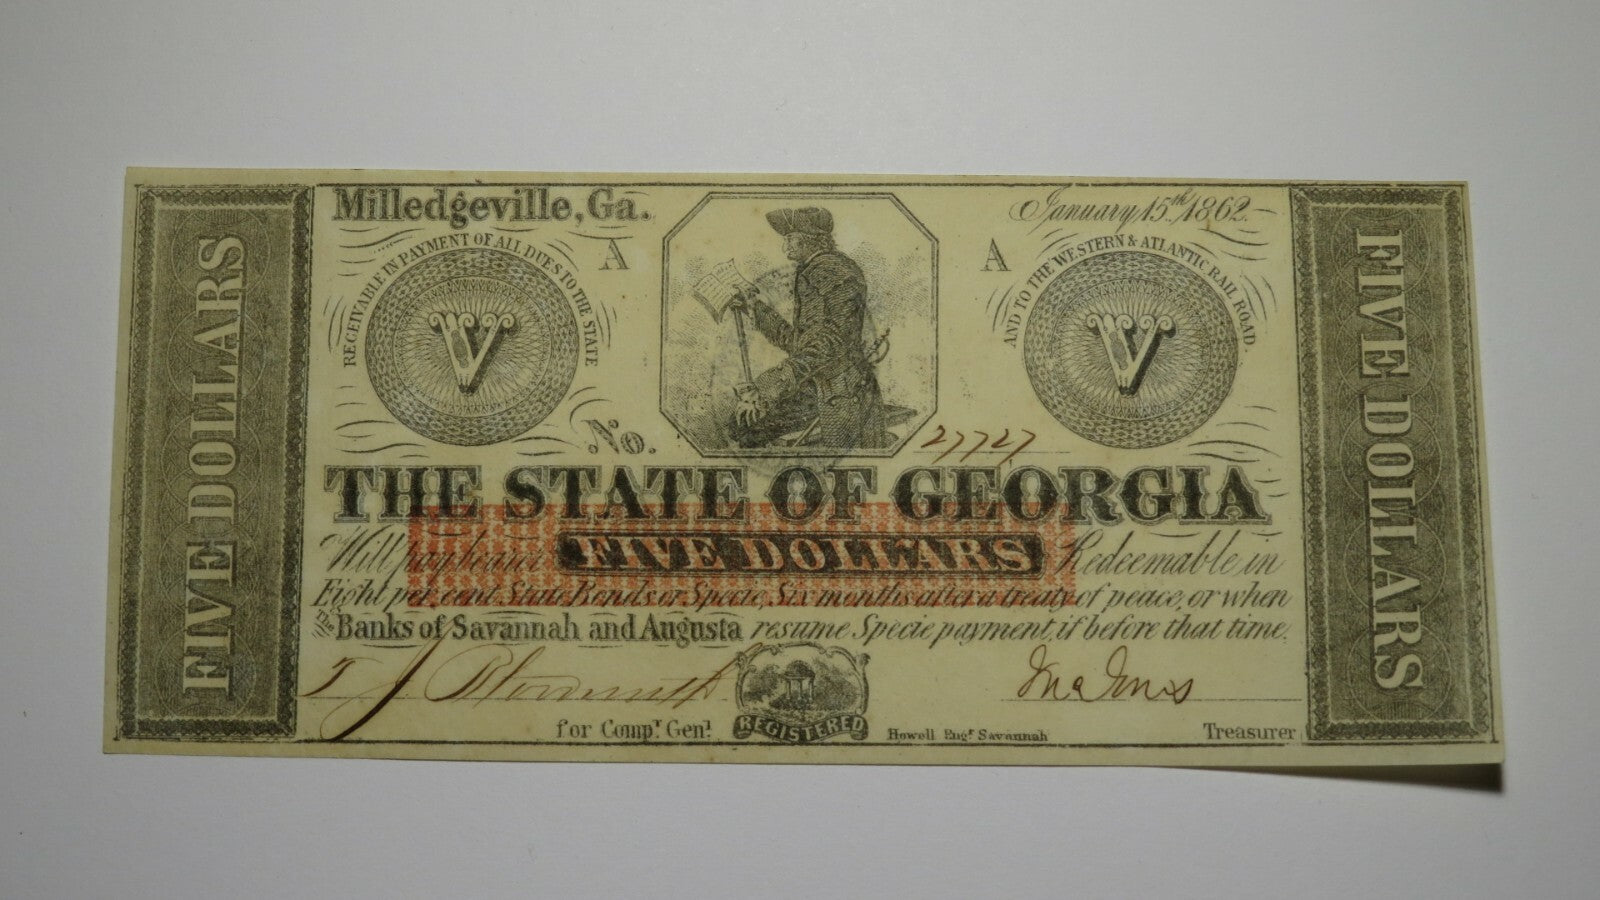 FIVE DOLLARS
Milledgeville, Ga.
January 15th, 1862
RECEIVABLE IN PAYMENT OF ALL DUES TO THE STATE
A
A
AND TO THE WESTERN & ATLANTIC RAIL ROAD.
V
V
No.
27727
THE STATE OF GEORGIA
Will pay bearer FIVE DOLLARS Redeemable in
Eight per cent State Bonds or Specie, Six months after a treaty of peace, or when
The Banks of Savannah and Augusta resume Specie payment, if before that time.
REGISTERED
for Compr. Genl.
Howell Engr. Savannah
Treasurer
FIVE DOLLARS